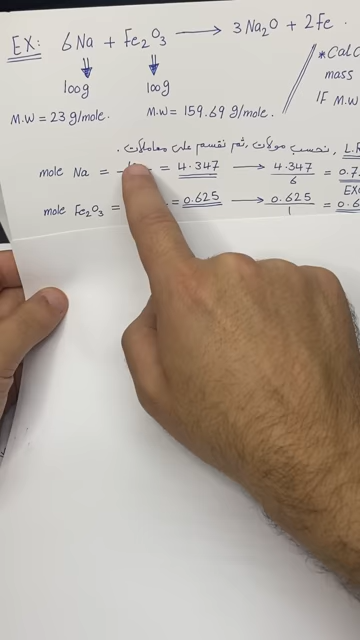 EX: 6Na + Fe₂O₃ ⟶ 3Na₂O + 2Fe.
100g 100g
*Calc
mass
IF M.W
M.W = 23 g/mole. M.W = 159.69 g/mole.
نحسب مولات, ثم نقسم على معاملات. L.R
mole Na = = 4.347 ⟶ 4.347/6 = 0.7
EXC
mole Fe₂O₃ = = 0.625 ⟶ 0.625/1 = 0.6